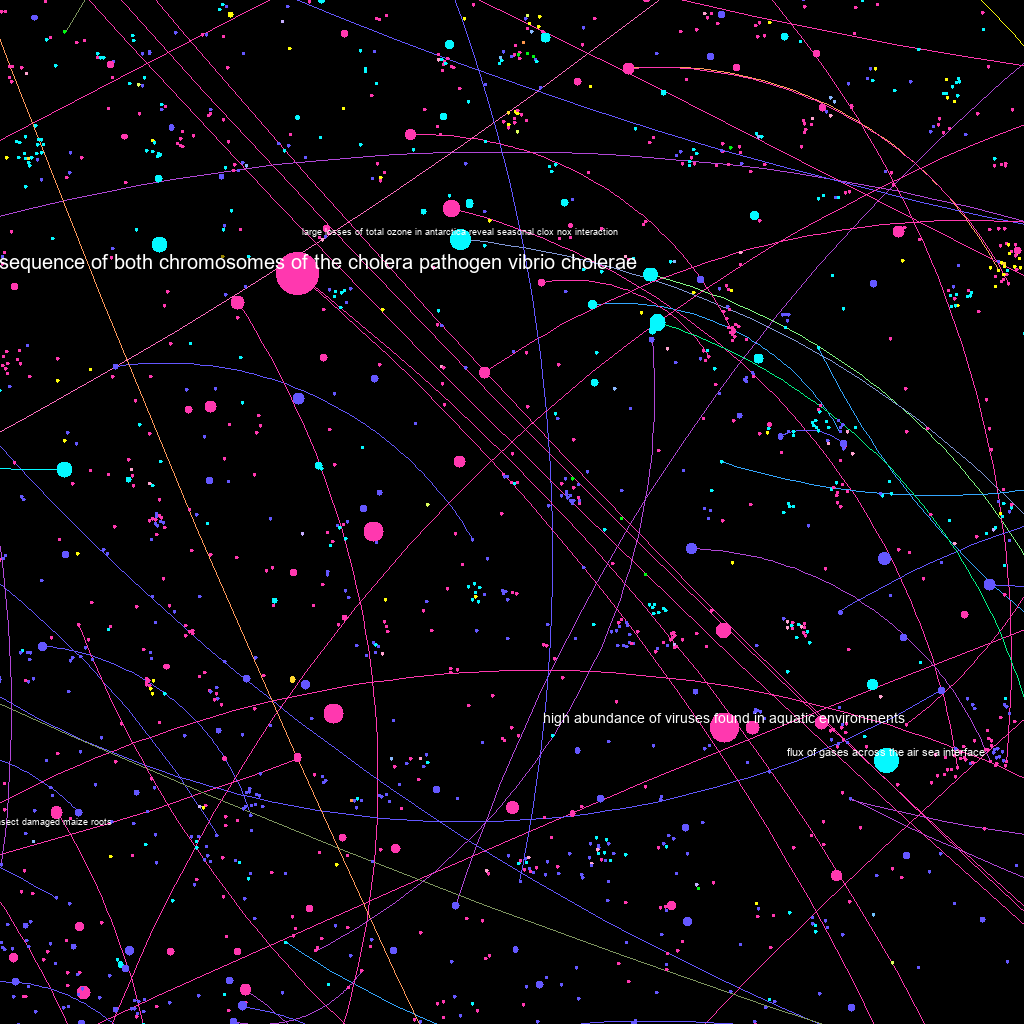 large losses of total ozone in antarctica reveal seasonal clox nox interaction
sequence of both chromosomes of the cholera pathogen vibrio cholerae
high abundance of viruses found in aquatic environments
flux of gases across the air sea interface
damaged maize roots